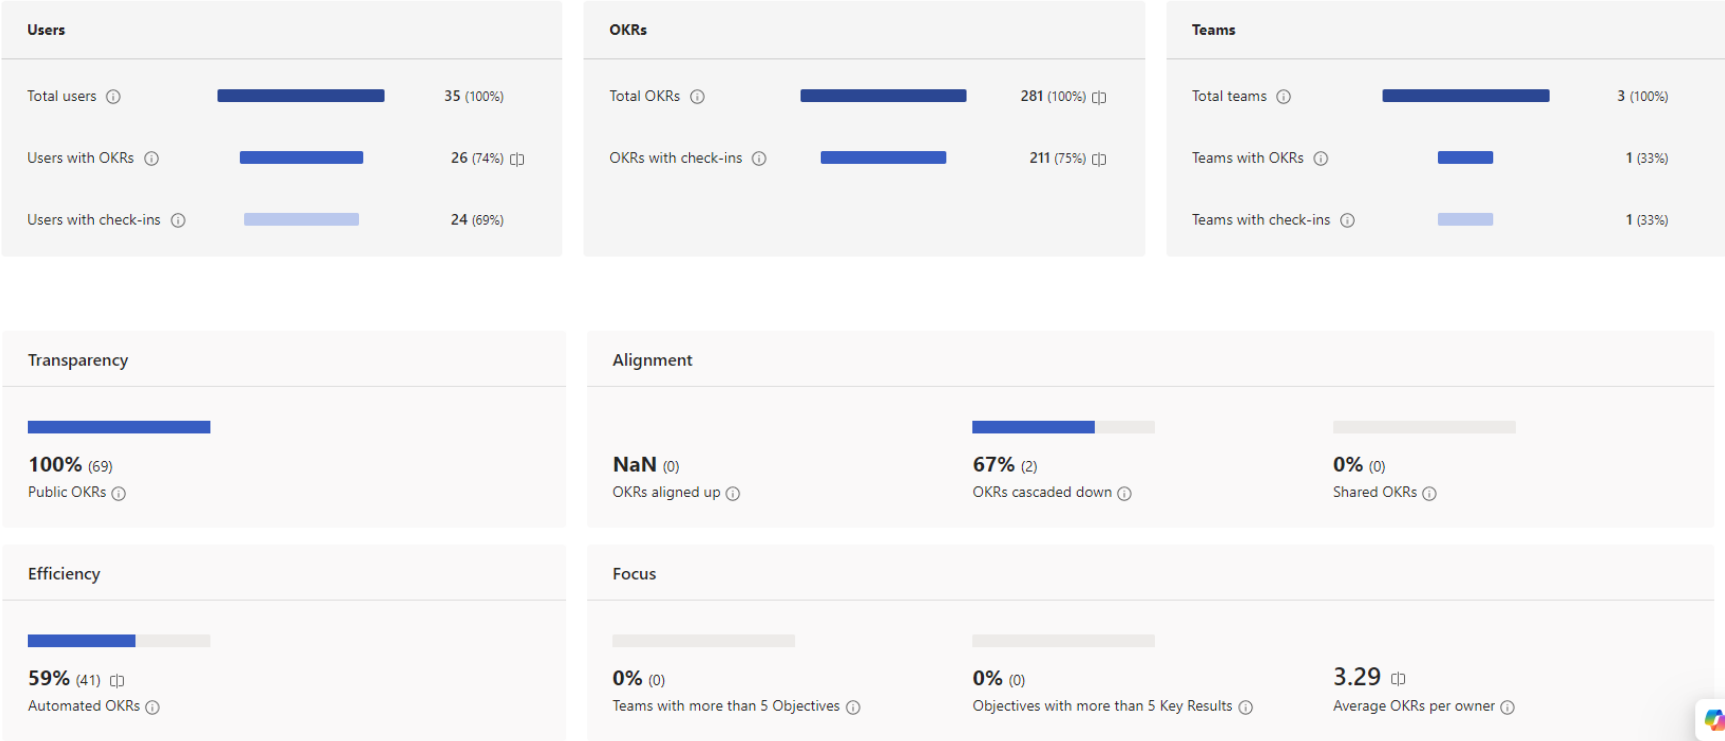 Users
Total users 35 (100%)
Users with OKRs 26 (74%)
Users with check-ins 24 (69%)
OKRs
Total OKRs 281 (100%)
OKRs with check-ins 211 (75%)
Teams
Total teams 3 (100%)
Teams with OKRs 1 (33%)
Teams with check-ins 1 (33%)
Transparency
100% (69)
Public OKRs
Alignment
NaN (0)
OKRs aligned up
67% (2)
OKRs cascaded down
0% (0)
Shared OKRs
Efficiency
59% (41)
Automated OKRs
Focus
0% (0)
Teams with more than 5 Objectives
0% (0)
Objectives with more than 5 Key Results
3.29
Average OKRs per owner